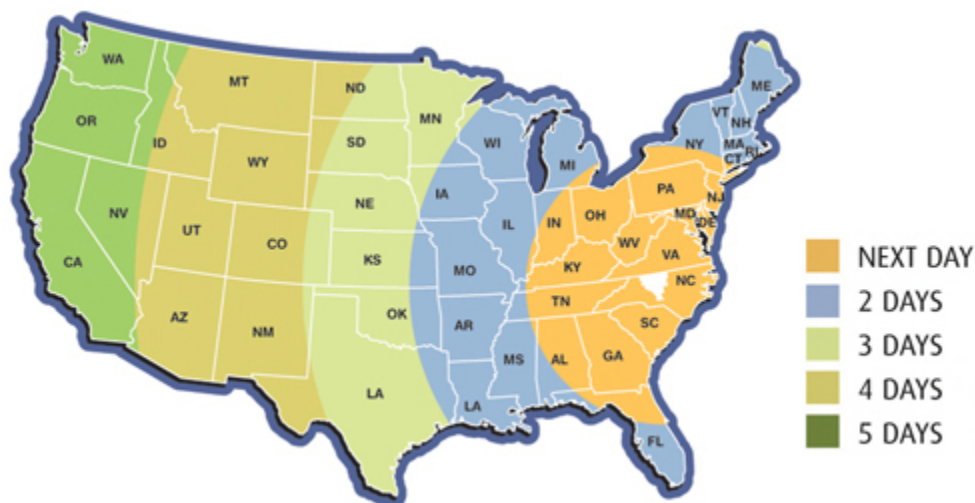 WA
MT
ND
MN
ME
VT
NH
OR
ID
SD
WI
NY
MA
RI
CT
WY
MI
NE
IA
PA
NJ
NV
IL
IN
OH
MD
DE
UT
CO
WV
VA
CA
KS
MO
KY
NC
AZ
NM
OK
AR
TN
SC
MS
AL
GA
LA
LA
FL
NEXT DAY
2 DAYS
3 DAYS
4 DAYS
5 DAYS